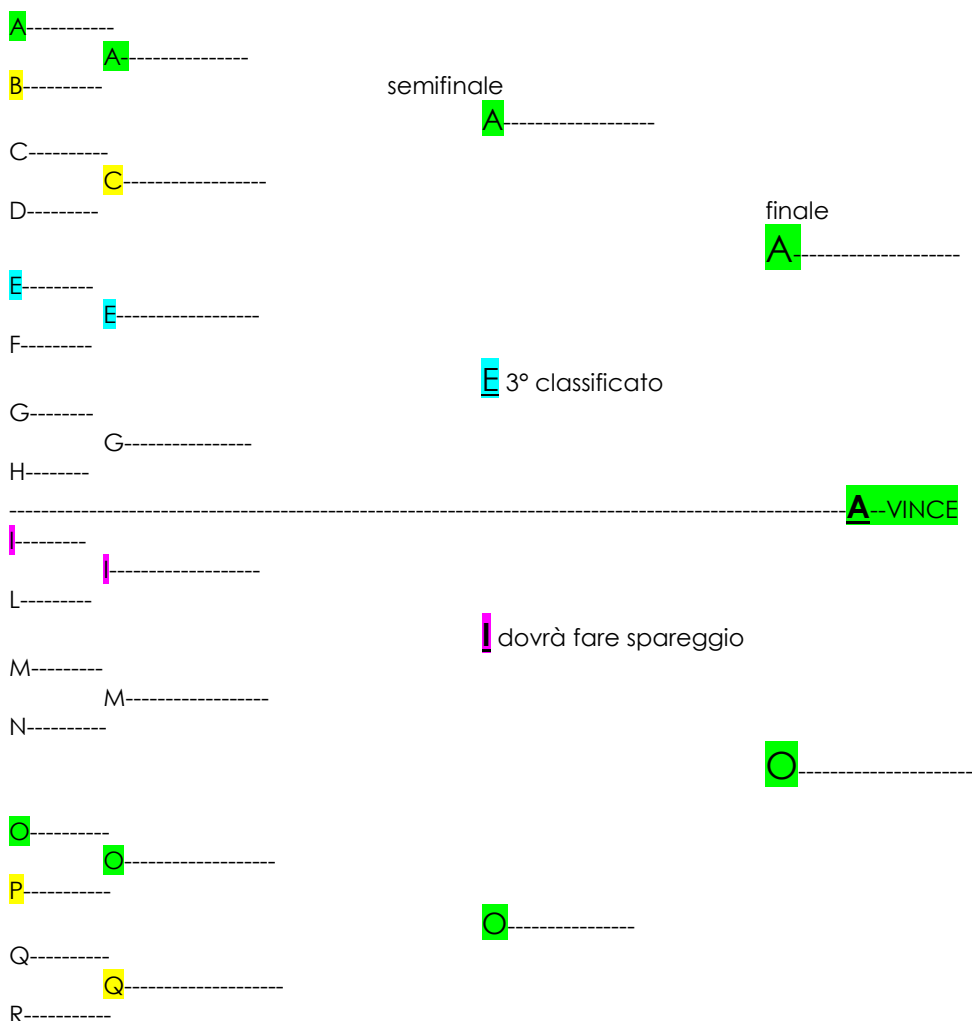 A-----------
A---------------
B----------
semifinale
A------------------
C----------
C-----------------
D---------
finale
A--------------------
E---------
E-----------------
F---------
E 3° classificato
G--------
G---------------
H--------
------------------------------------------------------------------------------------------A--VINCE
I---------
I------------------
L---------
I dovrà fare spareggio
M---------
M------------------
N----------
O---------------------
O----------
O------------------
P-----------
O---------------
Q----------
Q-------------------
R-----------